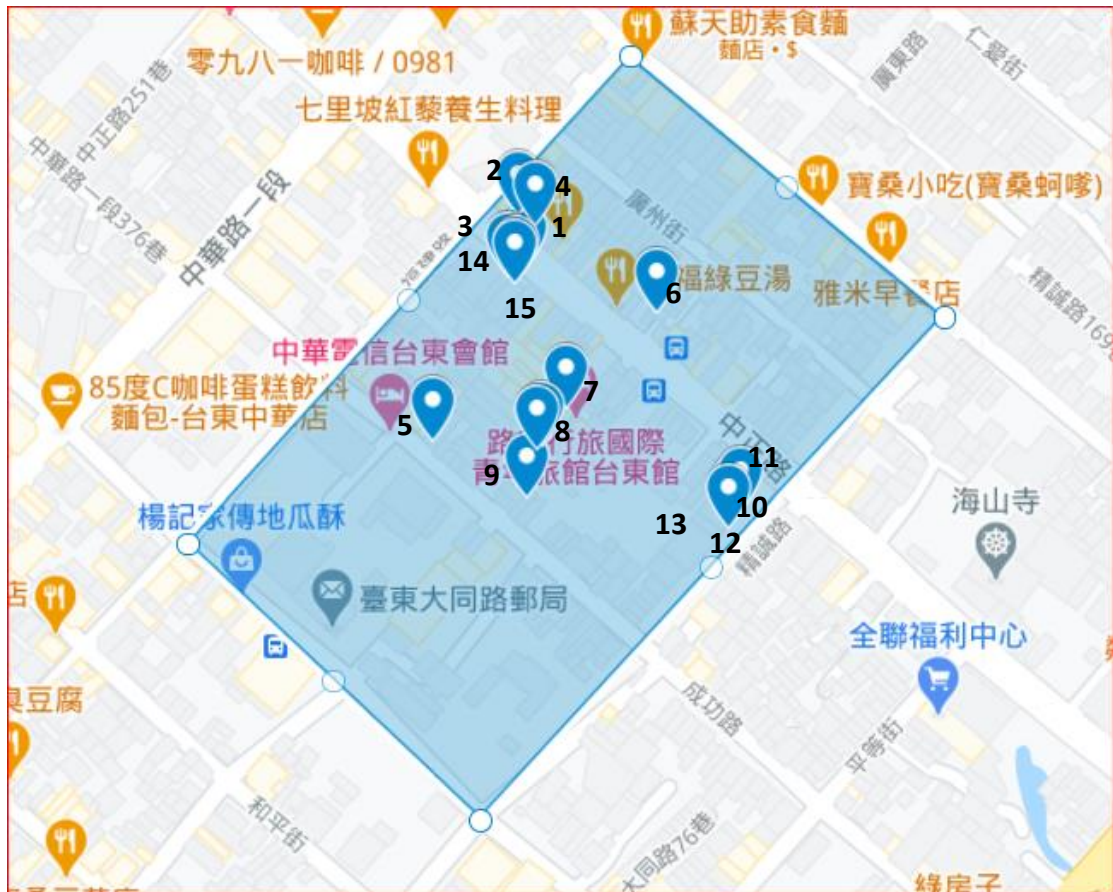 蘇天助素食麵
麵店・$
仁愛街
廣東路
零九八一咖啡 / 0981
中正路251巷
七里坡紅藜養生料理
中華路一段376巷
2
4
寶桑小吃(寶桑蚵嗲)
中華路一段
廣州街
3
1
14
6
福綠豆湯
雅米早餐店
精誠路169
15
中華電信台東會館
85度C咖啡蛋糕飲料
麵包-台東中華店
7
5
8
中正路
路
行旅國際
青年旅館台東館
9
11
10
13
12
海山寺
楊記家傳地瓜酥
精誠路
店
臺東大同路郵局
全聯福利中心
臭豆腐
成功路
平等街
和平街
大同路76巷
綠房子